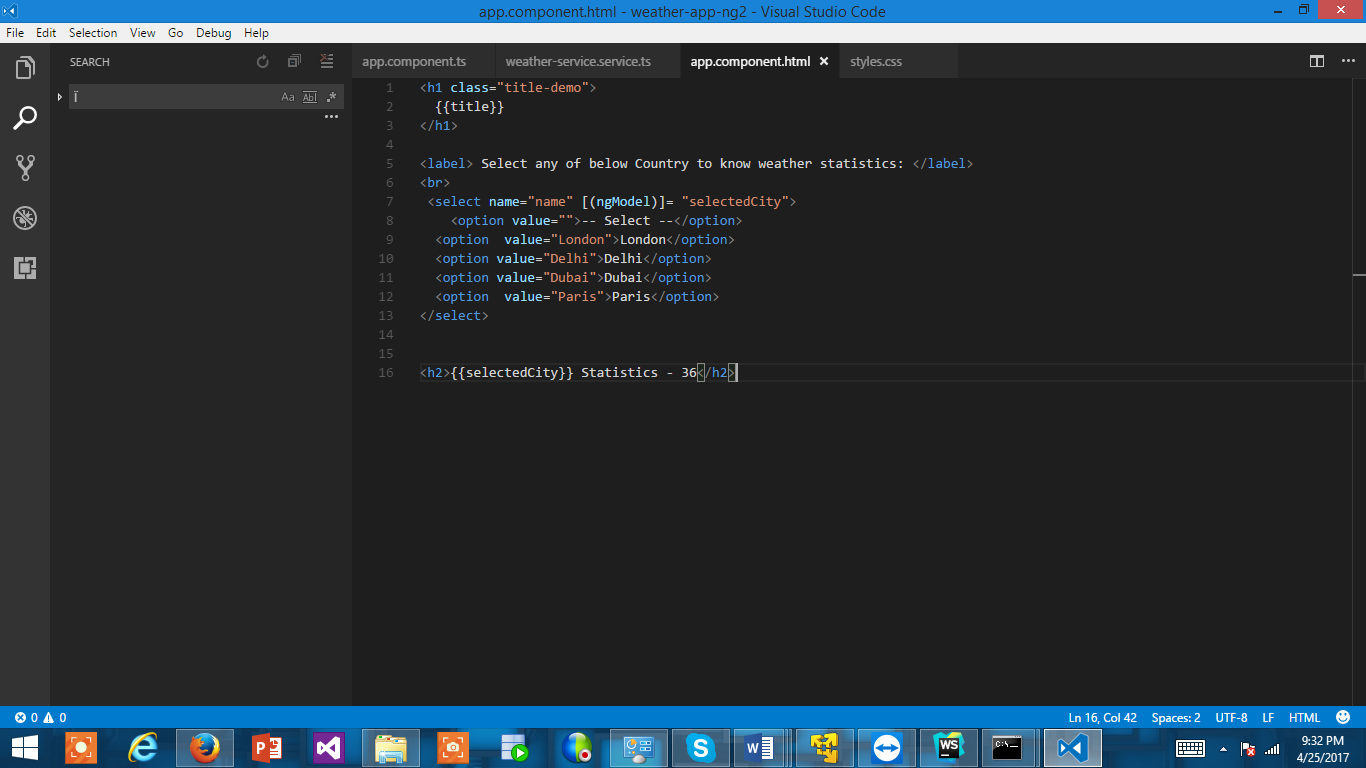 app.component.html - weather-app-ng2 - Visual Studio Code
File Edit Selection View Go Debug Help
SEARCH
app.component.ts weather-service.service.ts app.component.html styles.css
Aa Abl .*
1 <h1 class="title-demo">
2 {{title}}
3 </h1>
4
5 <label> Select any of below Country to know weather statistics: </label>
6 <br>
7 <select name="name" [(ngModel)]= "selectedCity">
8 <option value="">-- Select --</option>
9 <option  value="London">London</option>
10 <option value="Delhi">Delhi</option>
11 <option value="Dubai">Dubai</option>
12 <option  value="Paris">Paris</option>
13 </select>
14
15
16 <h2>{{selectedCity}} Statistics - 36</h2>
0 0 Ln 16, Col 42 Spaces: 2 UTF-8 LF HTML
9:32 PM
4/25/2017